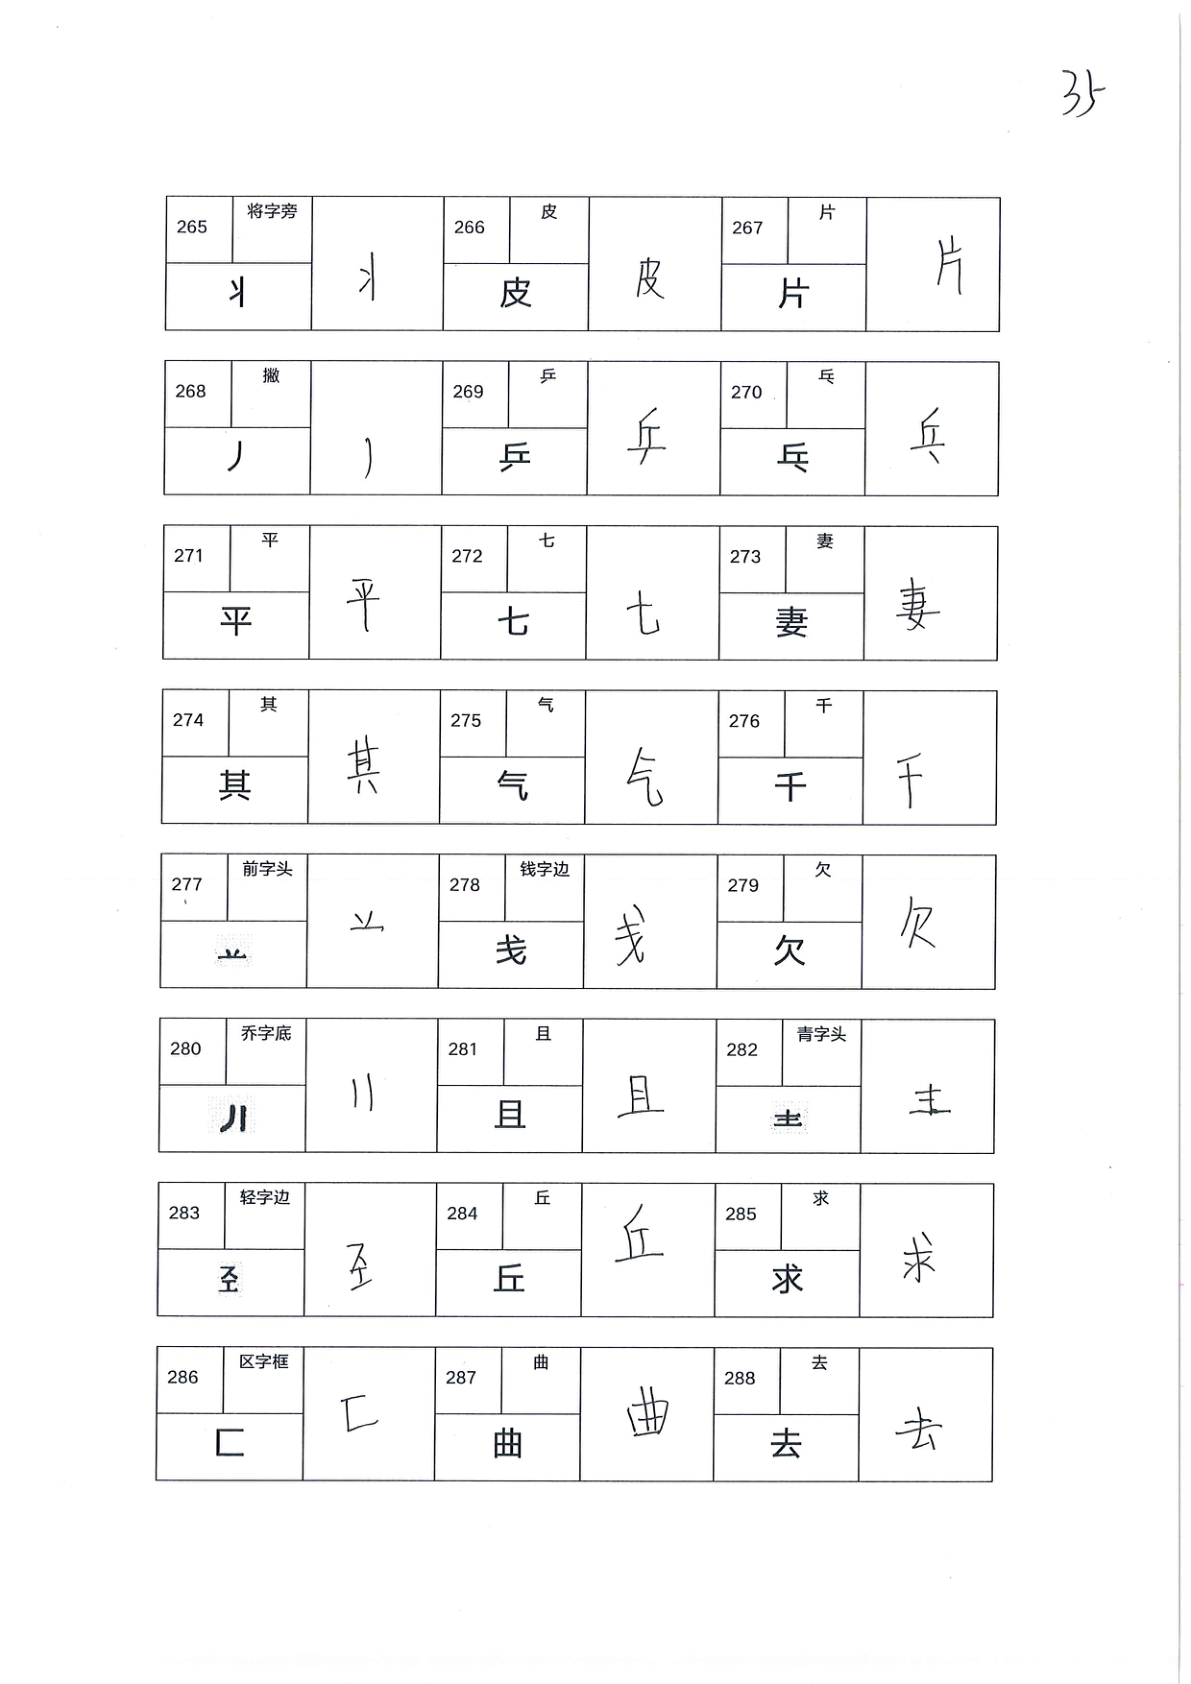 35
265 将字旁 丬 丬 266 皮 皮 皮 267 片 片 片
268 撇 丿 丿 269 乒 乒 乒 270 乓 乓 乓
271 平 平 平 272 七 七 七 273 妻 妻 妻
274 其 其 其 275 气 气 气 276 千 千 千
277 前字头 䒑 䒑 278 钱字边 戋 戋 279 欠 欠 欠
280 乔字底 〢 〢 281 且 且 且 282 青字头 龶 龶
283 轻字边 𢀖 𢀖 284 丘 丘 丘 285 求 求 求
286 区字框 匚 匚 287 曲 曲 曲 288 去 去 去